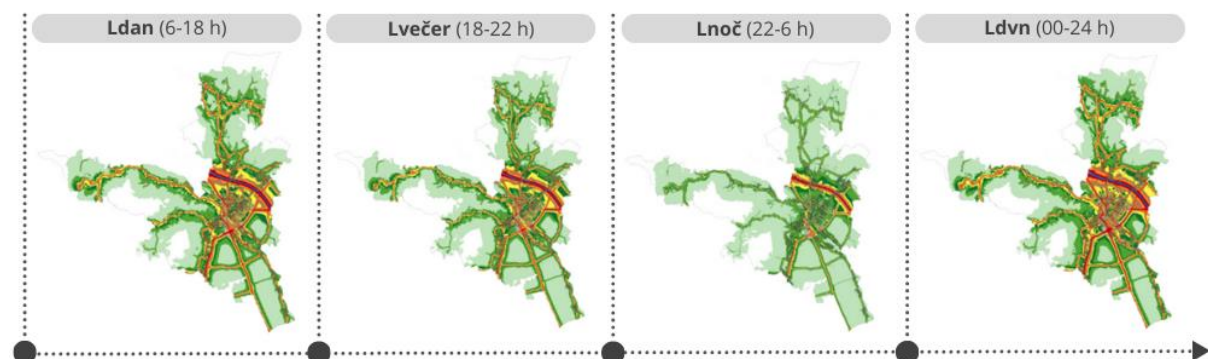 Ldan (6-18 h)
Lvečer (18-22 h)
Lnoč (22-6 h)
Ldvn (00-24 h)